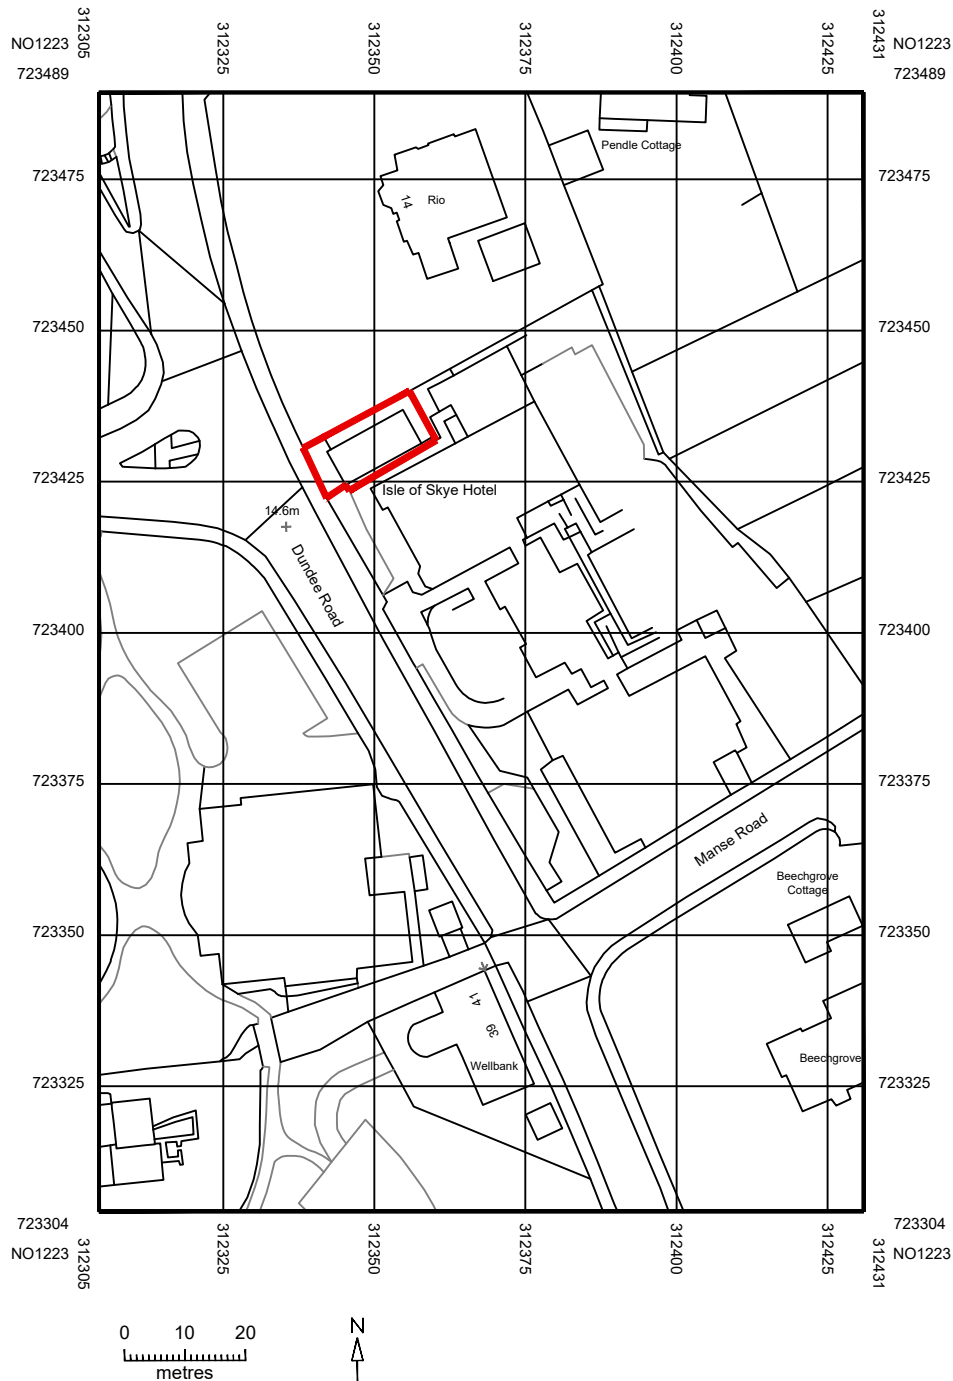 312305
312325
312350
312375
312400
312425
312431
NO1223
NO1223
723489
723489
Pendle Cottage
723475
723475
14
Rio
723450
723450
723425
723425
Isle of Skye Hotel
14.6m
Dundee Road
723400
723400
723375
723375
Manse Road
Beechgrove
Cottage
723350
723350
41
39
Wellbank
Beechgrove
723325
723325
723304
723304
NO1223
NO1223
312305
312325
312350
312375
312400
312425
312431
0 10 20
metres
N